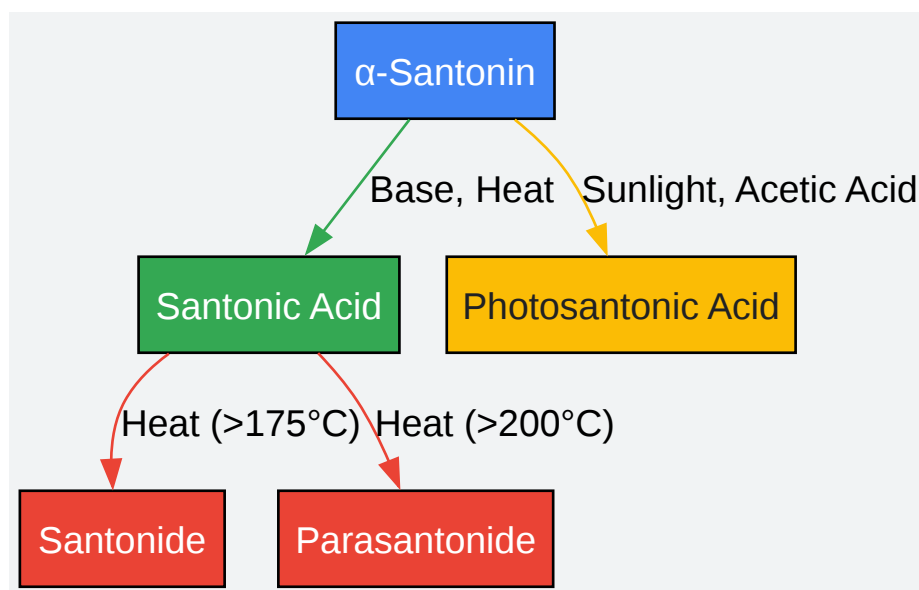 α-Santonin
Base, Heat
Sunlight, Acetic Acid
Santonic Acid
Photosantonic Acid
Heat (>175°C)
Heat (>200°C)
Santonide
Parasantonide